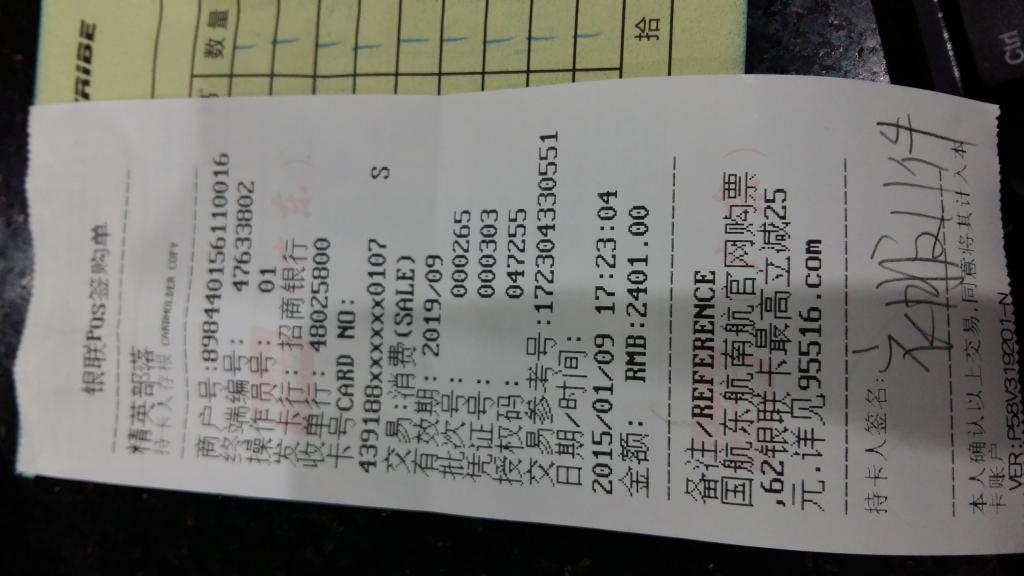 TRIBE
数量
拾
Ctrl
银联POS签购单
精英部落
持卡人存根 CARDHOLDER COPY
商户号:898440156110016
终端编号: 47633802
操作员号: 01
发卡行: 招商银行
收单行: 48025800
卡号CARD NO:
439188xxxxxx0107 S
交易:消费(SALE)
有效期: 2019/09
批次号: 000265
凭证号: 000303
授权码: 047255
交易参考号:172304330551
日期/时间:
2015/01/09 17:23:04
金额: RMB:2401.00
备注/REFERENCE
国航东航南航官网购票
,62银联卡最高立减25
元.详见95516.com
持卡人签名:
本人确认以上交易,同意将其计入本
卡账户